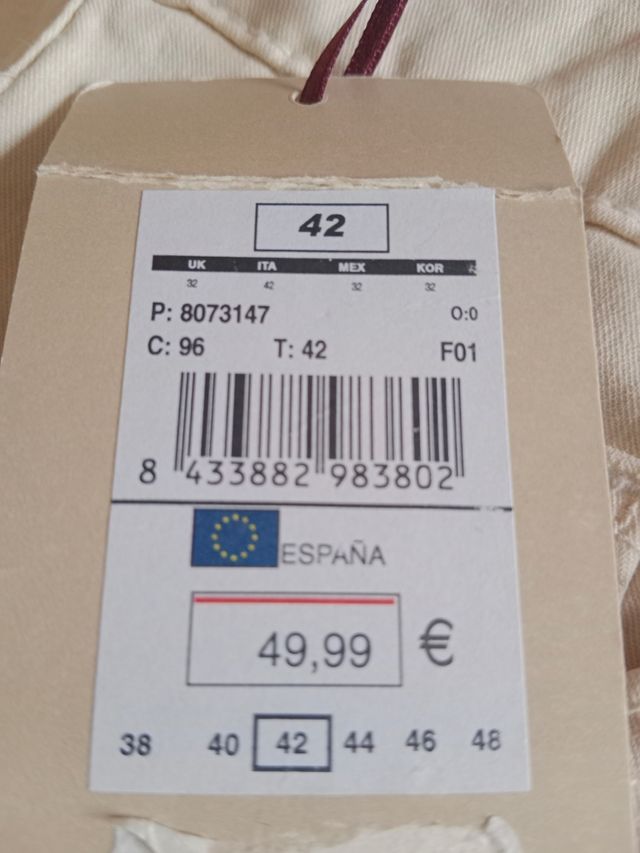 42
UK ITA MEX KOR
32 42 32 32
P: 8073147 O:0
C: 96 T: 42 F01
8 433882 983802
ESPAÑA
49,99 €
38 40 42 44 46 48